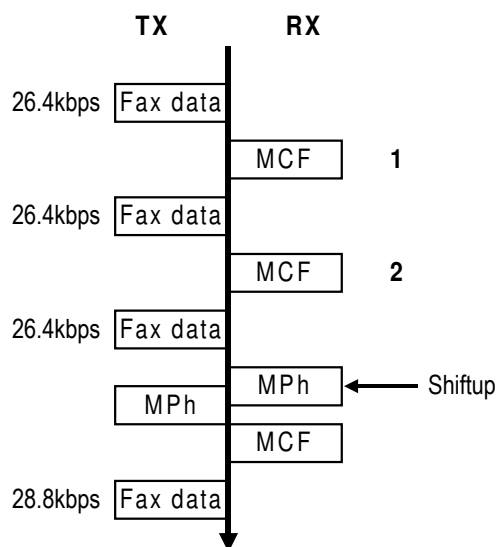 TX RX
26.4kbps Fax data
MCF 1
26.4kbps Fax data
MCF 2
26.4kbps Fax data
MPh Shiftup
MPh
MCF
28.8kbps Fax data